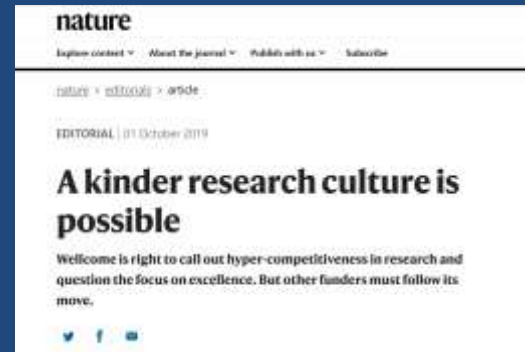 nature
Explore content About the journal Publish with us Subscribe
nature > editorials > article
EDITORIAL | 01 October 2019
A kinder research culture is
possible
Wellcome is right to call out hyper-competitiveness in research and
question the focus on excellence. But other funders must follow its
move.